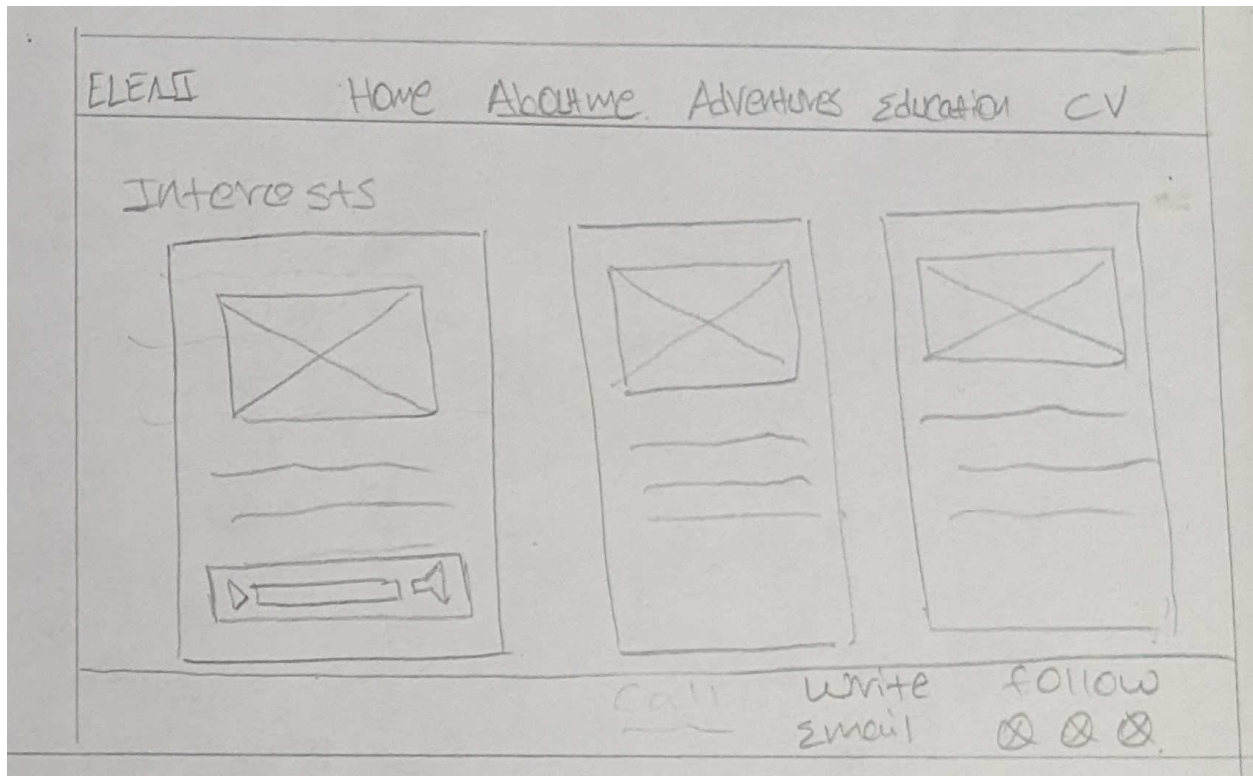 ELENI Home About me Adventures Education CV
Interests
Call Write follow
Email